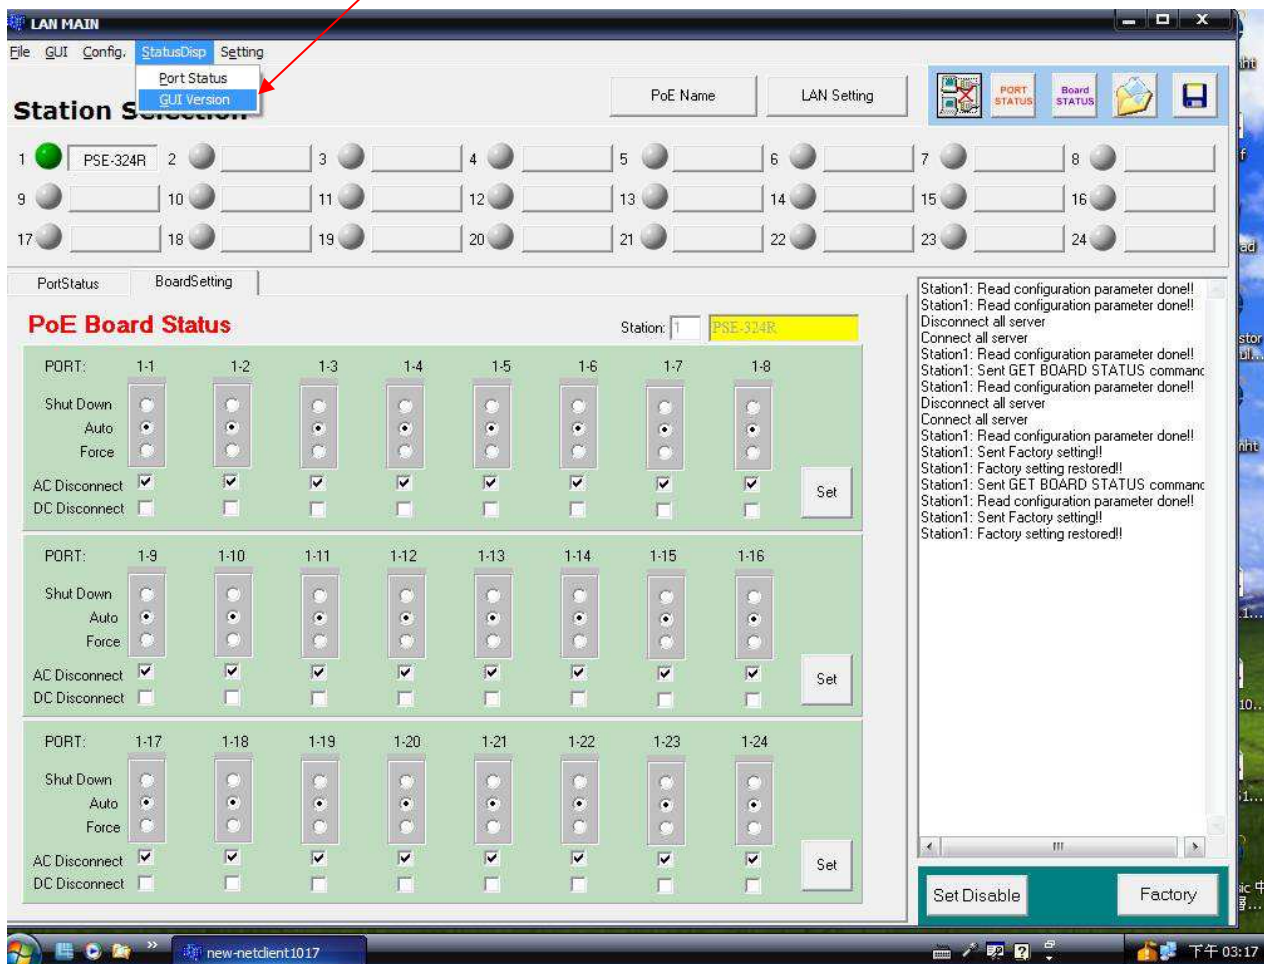 LAN MAIN
File GUI Config. StatusDisp Setting
Port Status
GUI Version
Station Selection
PoE Name
LAN Setting
PORT STATUS
Board STATUS
1 PSE-324R 2 3 4 5 6 7 8
9 10 11 12 13 14 15 16
17 18 19 20 21 22 23 24
PortStatus BoardSetting
PoE Board Status
Station: 1 PSE-324R
PORT: 1-1 1-2 1-3 1-4 1-5 1-6 1-7 1-8
Shut Down
Auto
Force
AC Disconnect
DC Disconnect
Set
PORT: 1-9 1-10 1-11 1-12 1-13 1-14 1-15 1-16
Shut Down
Auto
Force
AC Disconnect
DC Disconnect
Set
PORT: 1-17 1-18 1-19 1-20 1-21 1-22 1-23 1-24
Shut Down
Auto
Force
AC Disconnect
DC Disconnect
Set
Station1: Read configuration parameter done!!
Station1: Read configuration parameter done!!
Disconnect all server
Connect all server
Station1: Read configuration parameter done!!
Station1: Sent GET BOARD STATUS command
Station1: Read configuration parameter done!!
Disconnect all server
Connect all server
Station1: Read configuration parameter done!!
Station1: Sent Factory setting!!
Station1: Factory setting restored!!
Station1: Sent GET BOARD STATUS command
Station1: Read configuration parameter done!!
Station1: Sent Factory setting!!
Station1: Factory setting restored!!
Set Disable
Factory
new-netclient1017
下午 03:17